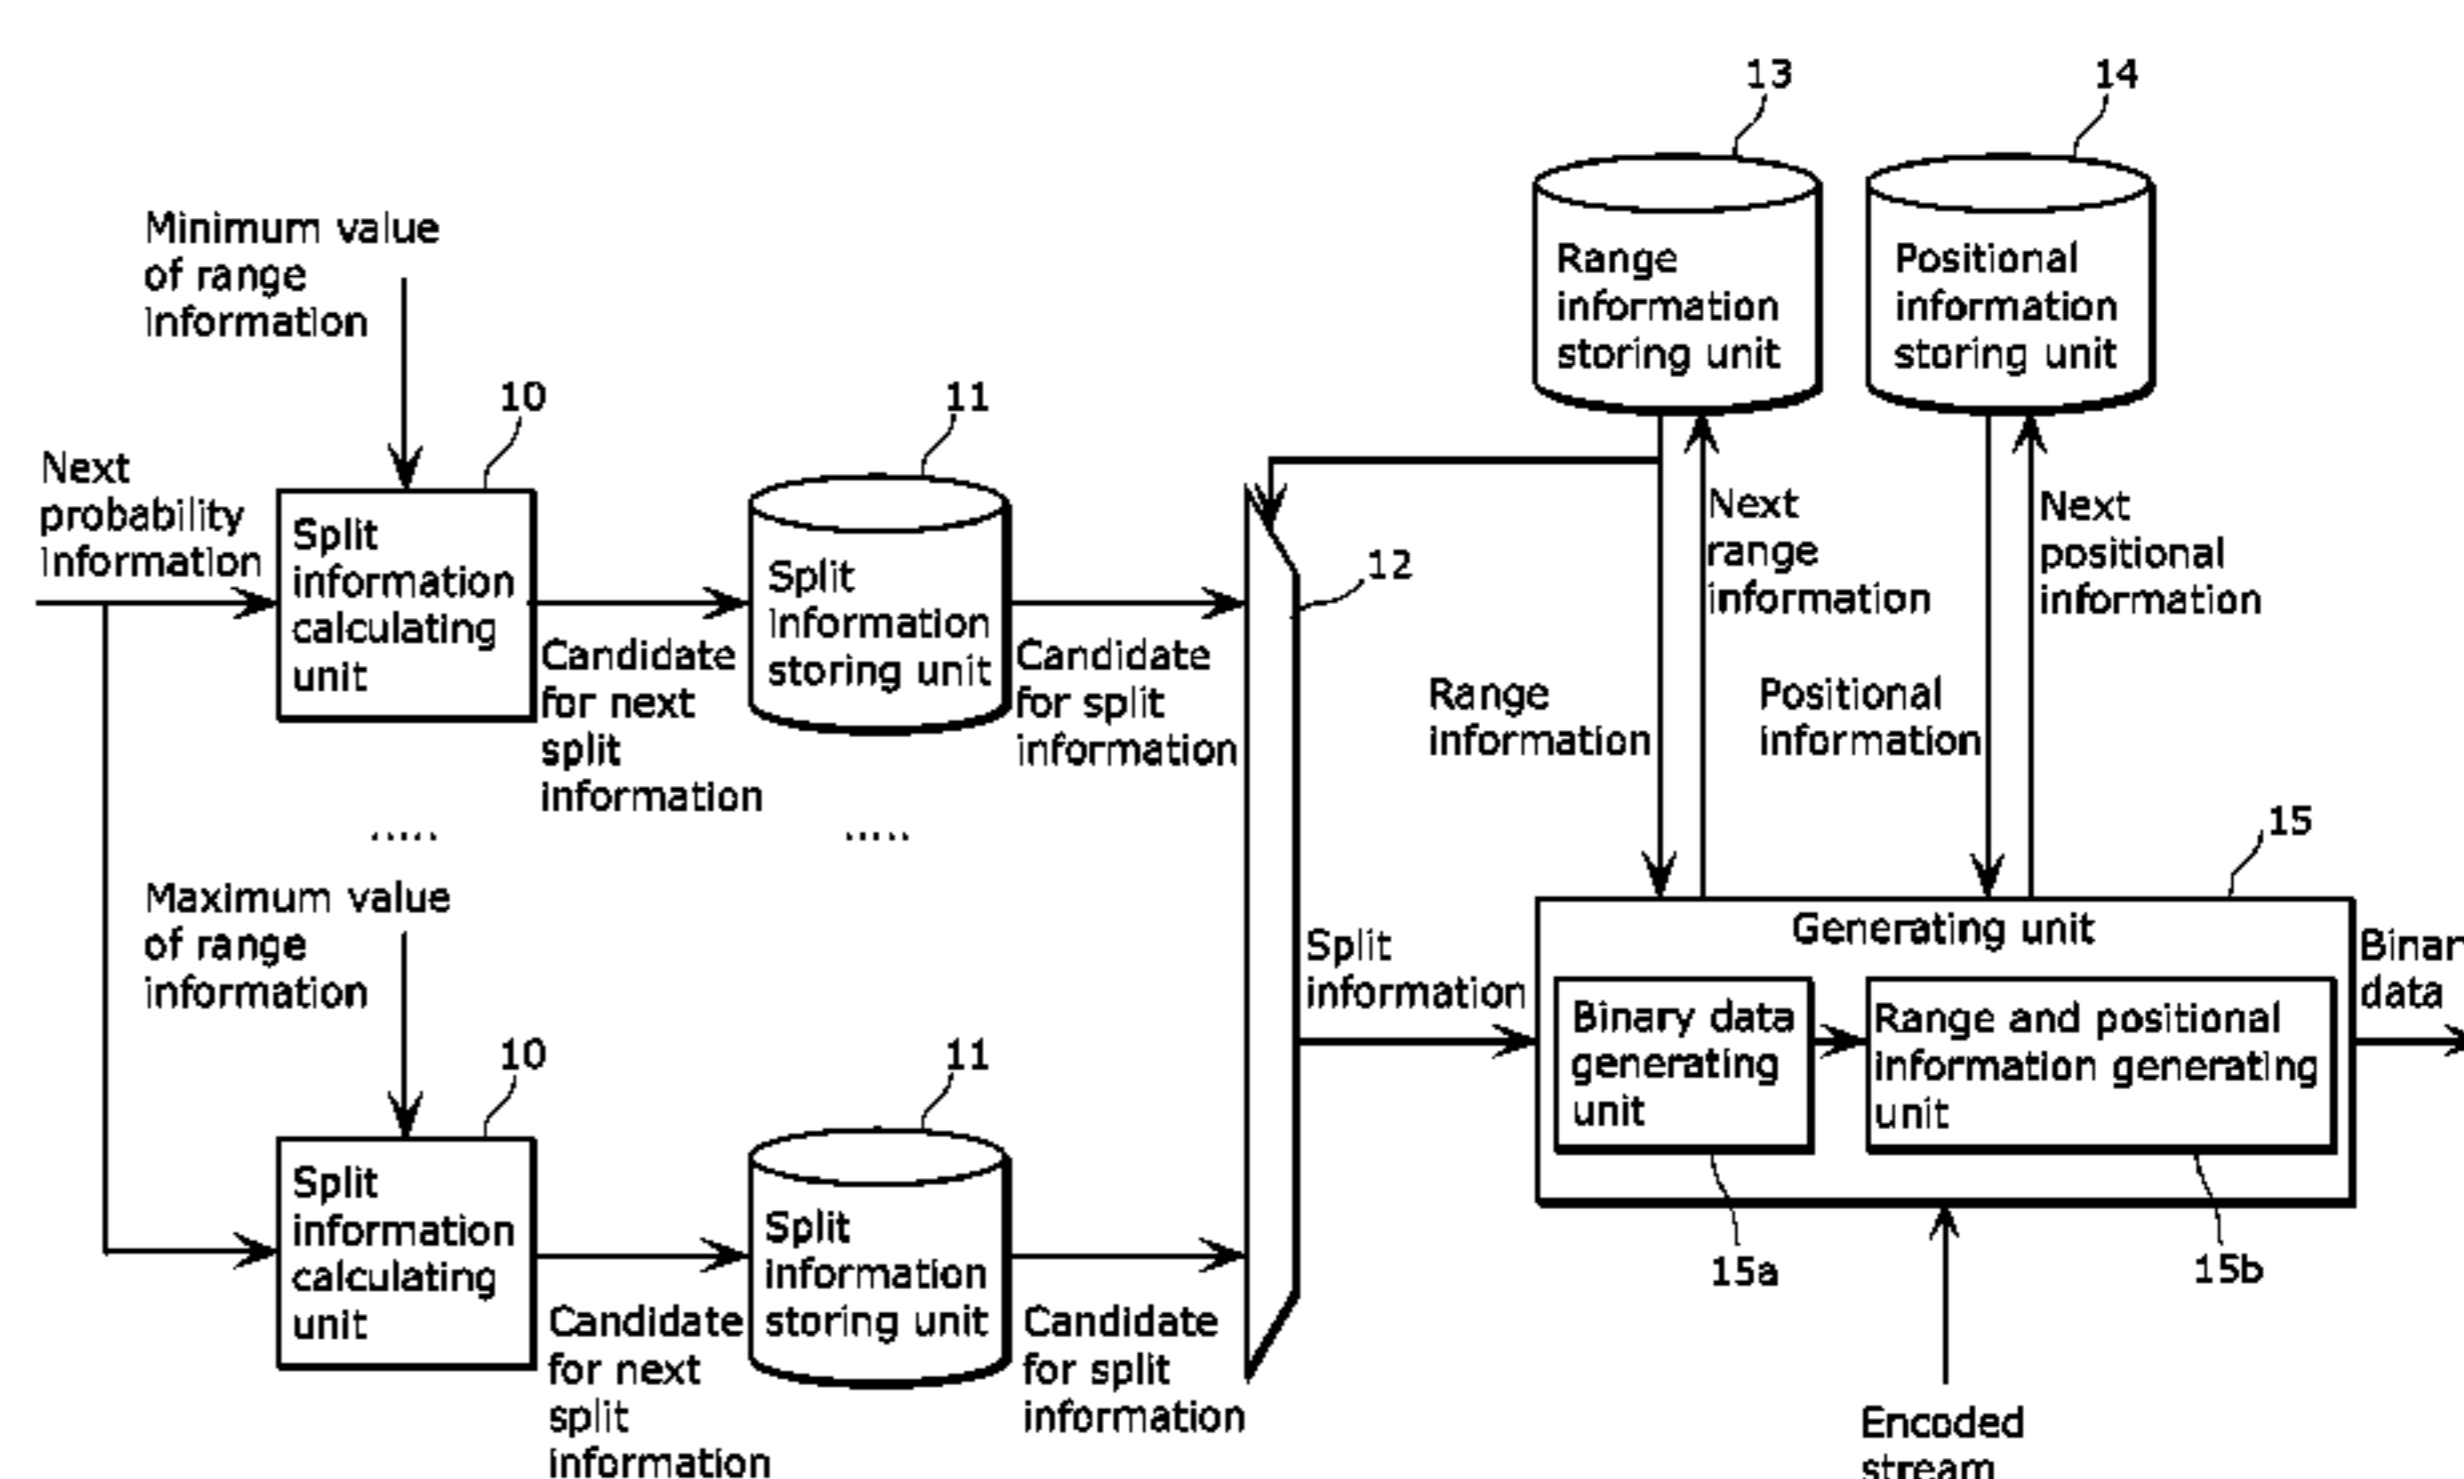 13
14
Minimum value
of range
information
Range
information
storing unit
Positional
information
storing unit
10
11
Next
probability
information
Split
information
calculating
unit
Candidate
for next
split
information
Split
information
storing unit
Candidate
for split
information
12
Next
range
information
Next
positional
information
Range
information
Positional
information
.....
.....
15
Maximum value
of range
information
Split
information
Generating unit
Binary data
generating
unit
Range and positional
information generating
unit
data
10
11
Split
information
calculating
unit
Candidate
for next
split
information
Split
information
storing unit
Candidate
for split
information
15a
15b
Encoded
stream